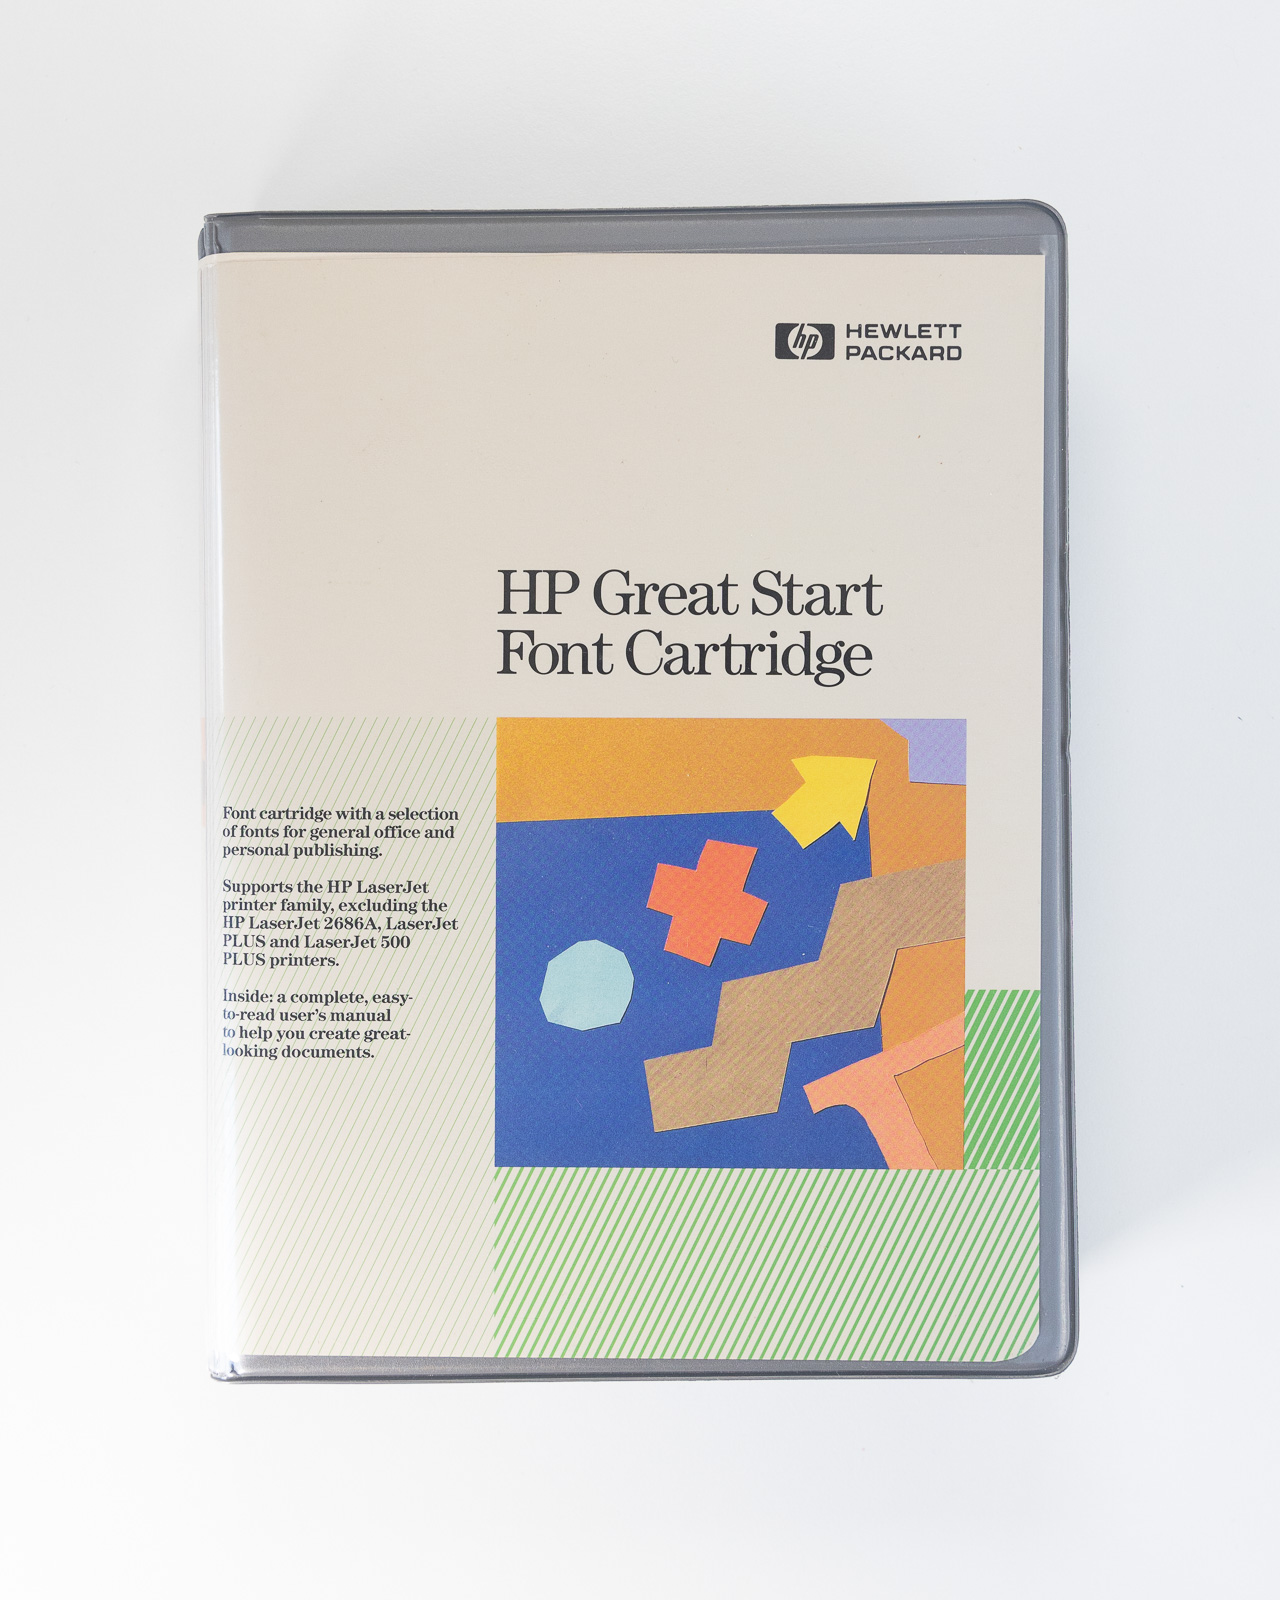 hp HEWLETT
PACKARD
HP Great Start
Font Cartridge
Font cartridge with a selection
of fonts for general office and
personal publishing.
Supports the HP LaserJet
printer family, excluding the
HP LaserJet 2686A, LaserJet
PLUS and LaserJet 500
PLUS printers.
Inside: a complete, easy-
to-read user's manual
to help you create great-
looking documents.